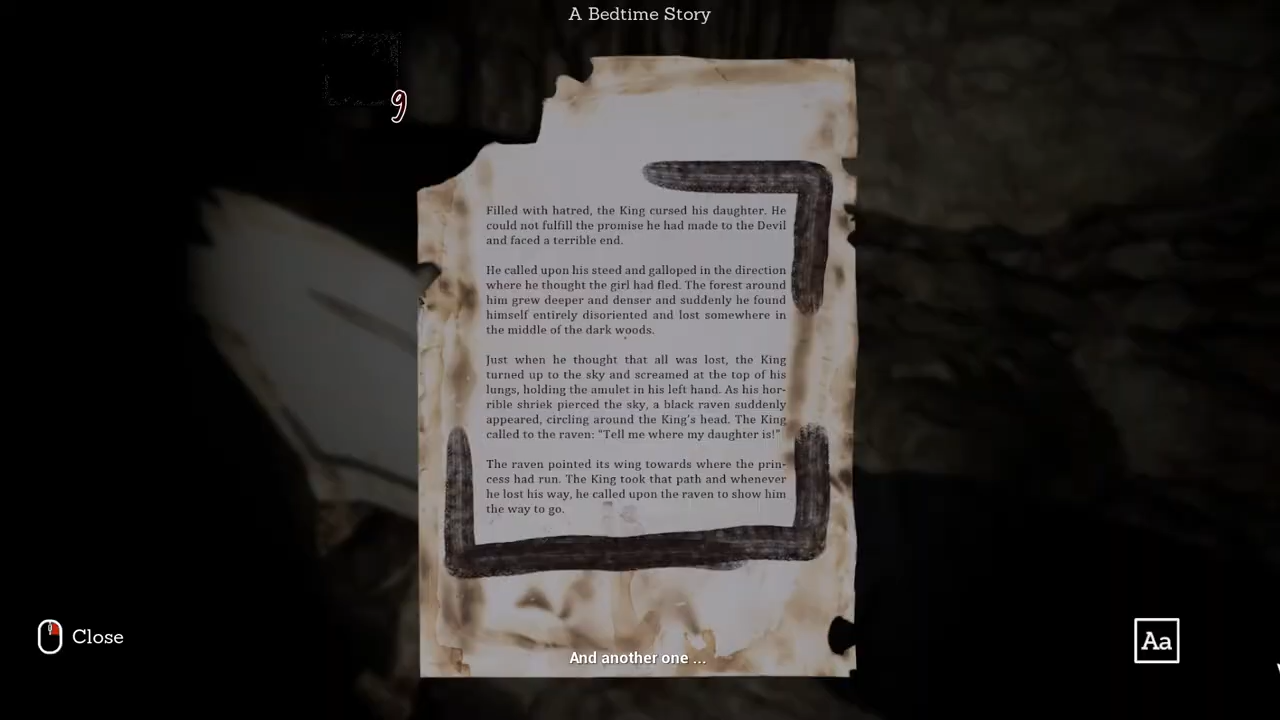 A Bedtime Story
9
Filled with hatred, the King cursed his daughter. He
could not fulfill the promise he had made to the Devil
and faced a terrible end.
He called upon his steed and galloped in the direction
where he thought the girl had fled. The forest around
him grew deeper and denser and suddenly he found
himself entirely disoriented and lost somewhere in
the middle of the dark woods.
Just when he thought that all was lost, the King
turned up to the sky and screamed at the top of his
lungs, holding the amulet in his left hand. As his hor-
rible shriek pierced the sky, a black raven suddenly
appeared, circling around the King's head. The King
called to the raven: "Tell me where my daughter is!"
The raven pointed its wing towards where the prin-
cess had run. The King took that path and whenever
he lost his way, he called upon the raven to show him
the way to go.
Close
Aa
And another one ...